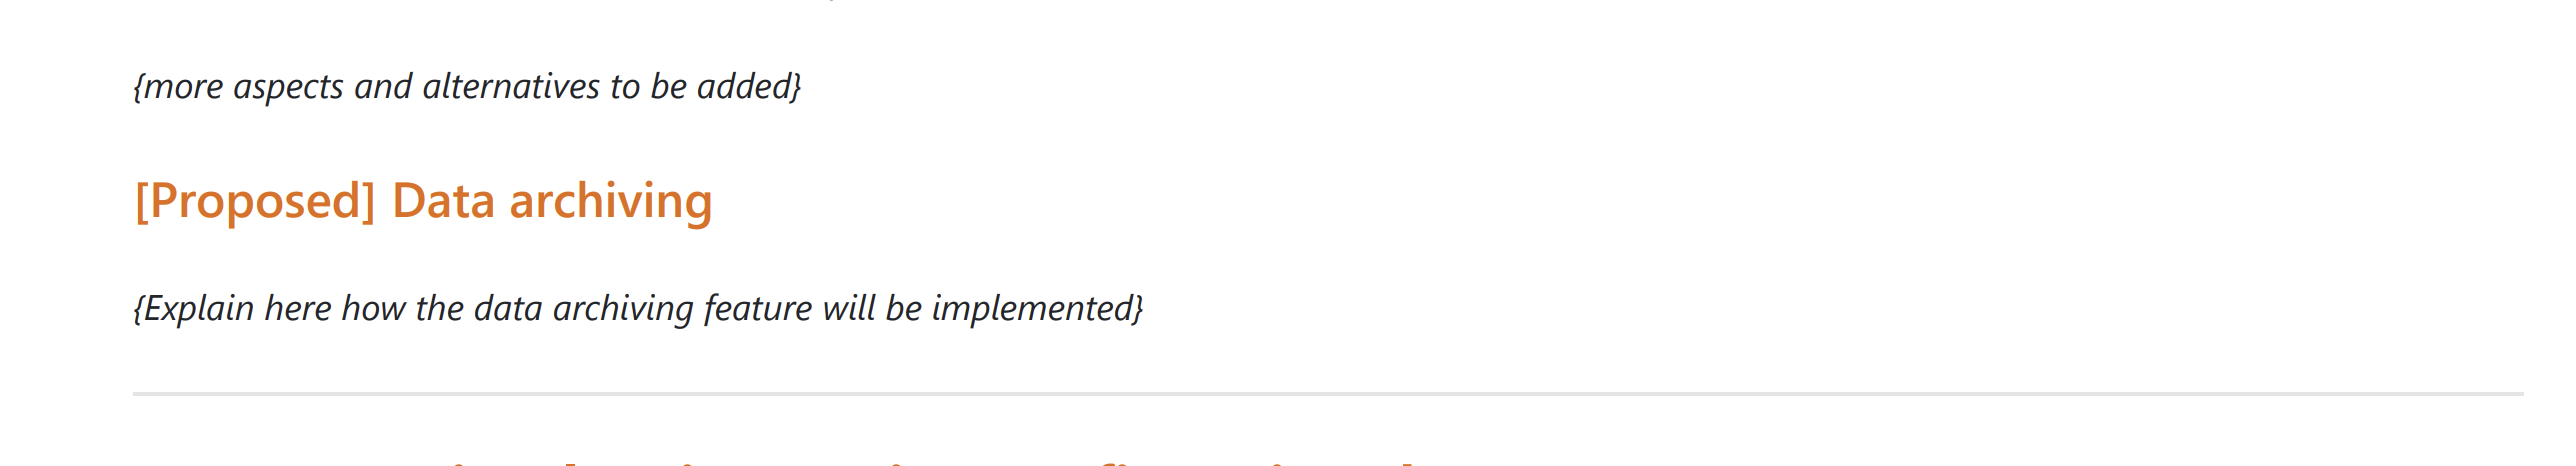 {more aspects and alternatives to be added}
[Proposed] Data archiving
{Explain here how the data archiving feature will be implemented}